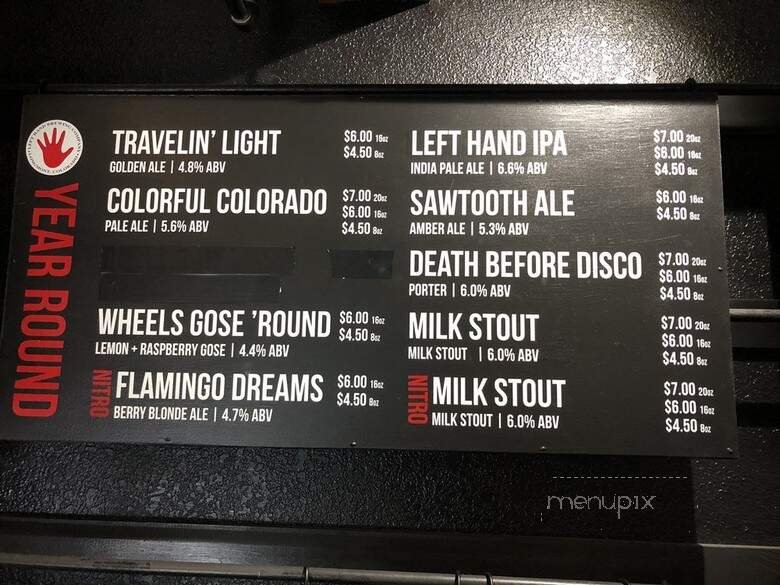 YEAR ROUND
TRAVELIN' LIGHT
GOLDEN ALE | 4.8% ABV
$6.00 16oz
$4.50 8oz
COLORFUL COLORADO
PALE ALE | 5.6% ABV
$7.00 20oz
$6.00 16oz
$4.50 8oz
WHEELS GOSE 'ROUND
LEMON + RASPBERRY GOSE | 4.4% ABV
$6.00 16oz
$4.50 8oz
NITRO
FLAMINGO DREAMS
BERRY BLONDE ALE | 4.7% ABV
$6.00 16oz
$4.50 8oz
LEFT HAND IPA
INDIA PALE ALE | 6.6% ABV
$7.00 20oz
$6.00 16oz
$4.50 8oz
SAWTOOTH ALE
AMBER ALE | 5.3% ABV
$6.00 16oz
$4.50 8oz
DEATH BEFORE DISCO
PORTER | 6.0% ABV
$7.00 20oz
$6.00 16oz
$4.50 8oz
MILK STOUT
MILK STOUT | 6.0% ABV
$7.00 20oz
$6.00 16oz
$4.50 8oz
NITRO
MILK STOUT
MILK STOUT | 6.0% ABV
$7.00 20oz
$6.00 16oz
$4.50 8oz
menupix